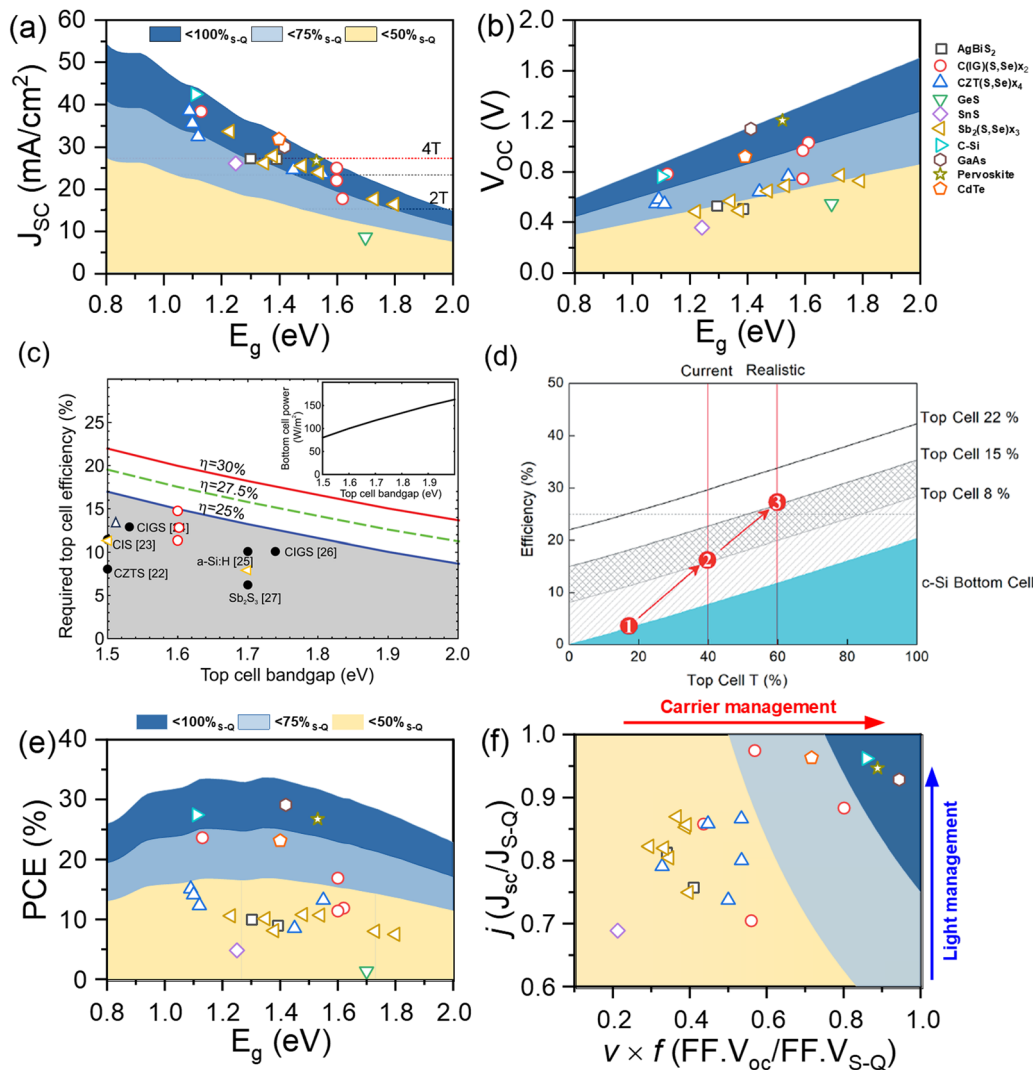 (a)
<100%S-Q <75%S-Q <50%S-Q
60
50
40
30
20
10
0
JSC (mA/cm2)
4T
2T
0.8 1.0 1.2 1.4 1.6 1.8 2.0
Eg (eV)
(b)
2.0
1.6
1.2
0.8
0.4
0.0
VOC (V)
0.8 1.0 1.2 1.4 1.6 1.8 2.0
Eg (eV)
AgBiS2
C(IG)(S,Se)x2
CZT(S,Se)x4
GeS
SnS
Sb2(S,Se)x3
C-Si
GaAs
Pervoskite
CdTe
(c)
Required top cell efficiency (%)
25
20
15
10
5
0
η=30%
η=27.5%
η=25%
CIGS
CIS [23]
CZTS [22]
a-Si:H [25]
CIGS [26]
Sb2S3 [27]
1.5 1.6 1.7 1.8 1.9 2.0
Top cell bandgap (eV)
Bottom cell power
(W/m2)
150
100
50
0
1.5 1.6 1.7 1.8 1.9
Top cell bandgap (eV)
(d)
Current Realistic
50
40
30
20
10
0
Efficiency (%)
Top Cell 22 %
Top Cell 15 %
Top Cell 8 %
c-Si Bottom Cell
1
2
3
0 20 40 60 80 100
Top Cell T (%)
<100%S-Q <75%S-Q <50%S-Q
(e)
40
30
20
10
0
PCE (%)
0.8 1.0 1.2 1.4 1.6 1.8 2.0
Eg (eV)
(f)
Carrier management
1.0
0.9
0.8
0.7
0.6
j (Jsc/JS-Q)
Light management
0.2 0.4 0.6 0.8 1.0
v × f (FF.Voc/FF.VS-Q)